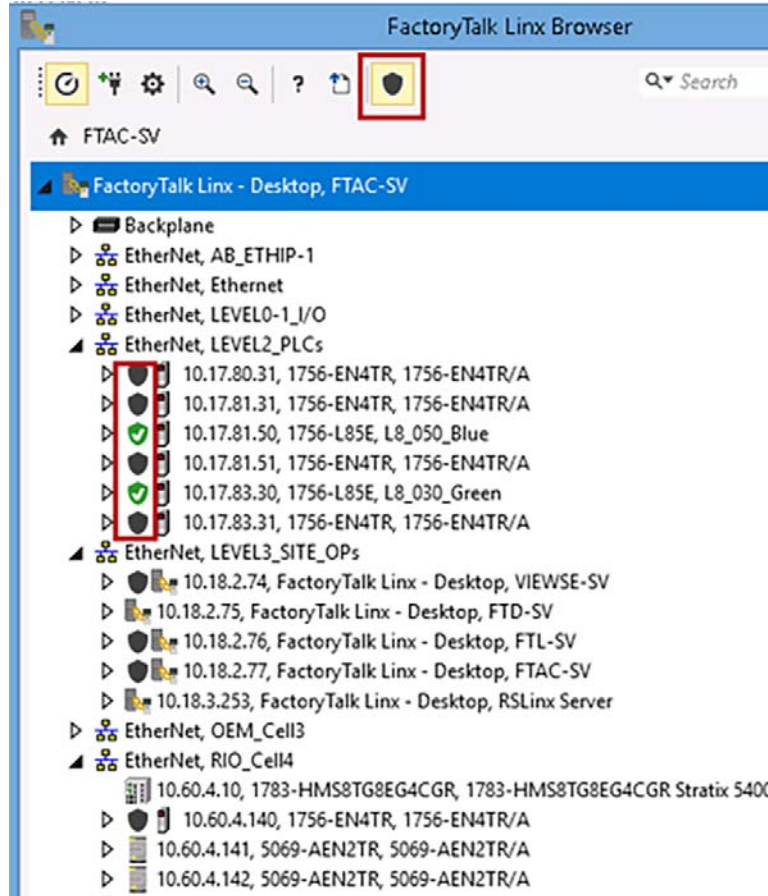 FactoryTalk Linx Browser
? Search
FTAC-SV
FactoryTalk Linx - Desktop, FTAC-SV
Backplane
EtherNet, AB_ETHIP-1
EtherNet, Ethernet
EtherNet, LEVEL0-1_I/O
EtherNet, LEVEL2_PLCs
10.17.80.31, 1756-EN4TR, 1756-EN4TR/A
10.17.81.31, 1756-EN4TR, 1756-EN4TR/A
10.17.81.50, 1756-L85E, L8_050_Blue
10.17.81.51, 1756-EN4TR, 1756-EN4TR/A
10.17.83.30, 1756-L85E, L8_030_Green
10.17.83.31, 1756-EN4TR, 1756-EN4TR/A
EtherNet, LEVEL3_SITE_OPs
10.18.2.74, FactoryTalk Linx - Desktop, VIEWSE-SV
10.18.2.75, FactoryTalk Linx - Desktop, FTD-SV
10.18.2.76, FactoryTalk Linx - Desktop, FTL-SV
10.18.2.77, FactoryTalk Linx - Desktop, FTAC-SV
10.18.3.253, FactoryTalk Linx - Desktop, RSLinx Server
EtherNet, OEM_Cell3
EtherNet, RIO_Cell4
10.60.4.10, 1783-HMS8TG8EG4CGR, 1783-HMS8TG8EG4CGR Stratix 5400
10.60.4.140, 1756-EN4TR, 1756-EN4TR/A
10.60.4.141, 5069-AEN2TR, 5069-AEN2TR/A
10.60.4.142, 5069-AEN2TR, 5069-AEN2TR/A